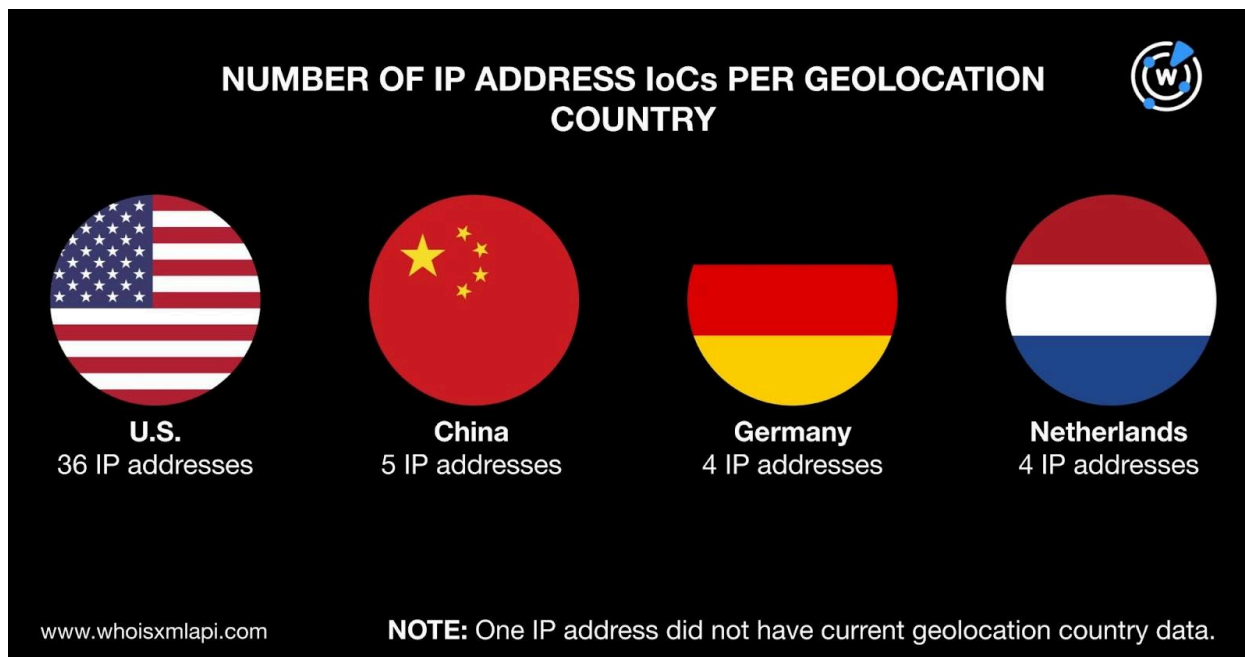 NUMBER OF IP ADDRESS IoCs PER GEOLOCATION
COUNTRY
W
U.S.
36 IP addresses
China
5 IP addresses
Germany
4 IP addresses
Netherlands
4 IP addresses
www.whoisxmlapi.com
NOTE: One IP address did not have current geolocation country data.